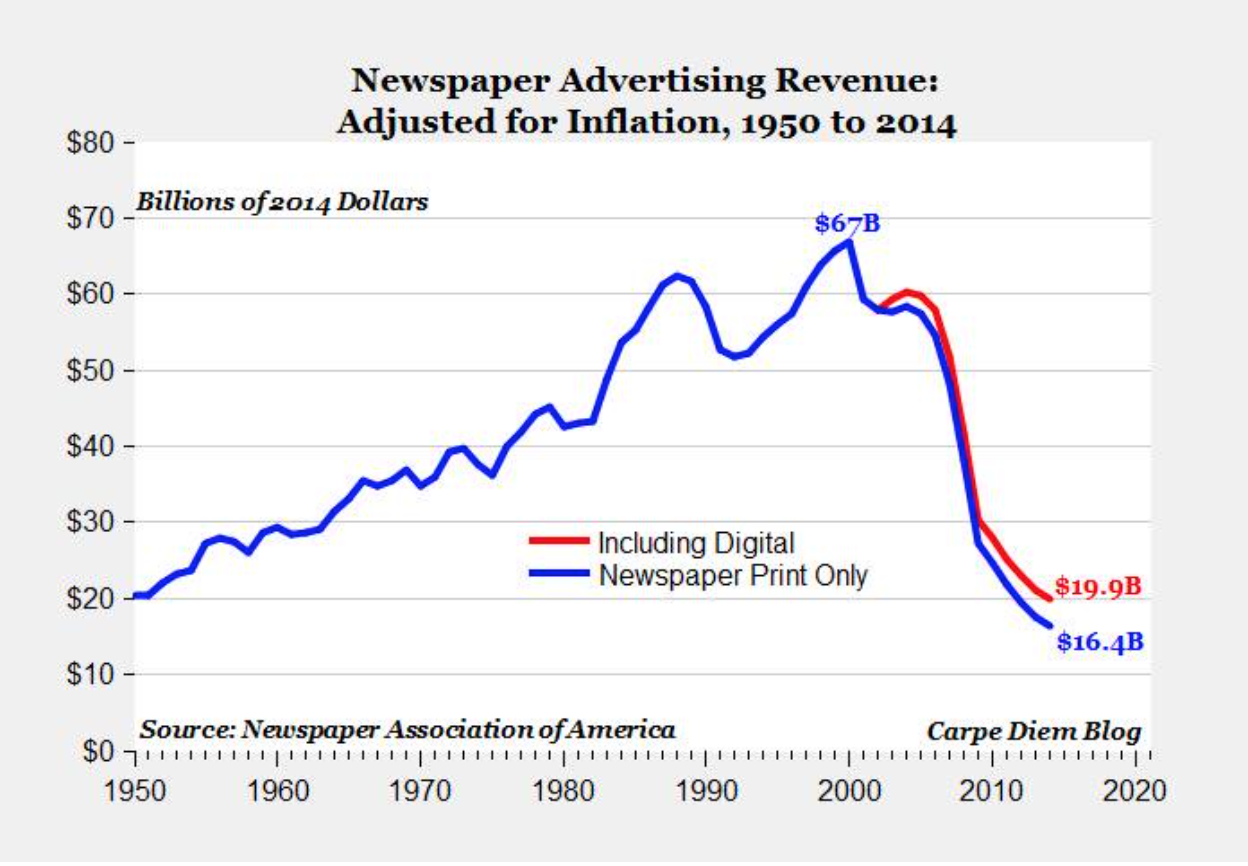 Newspaper Advertising Revenue:
Adjusted for Inflation, 1950 to 2014
$80
Billions of 2014 Dollars
$70
$67B
$60
$50
$40
$30
Including Digital
Newspaper Print Only
$20
$19.9B
$16.4B
$10
Source: Newspaper Association of America
Carpe Diem Blog
$0
1950 1960 1970 1980 1990 2000 2010 2020